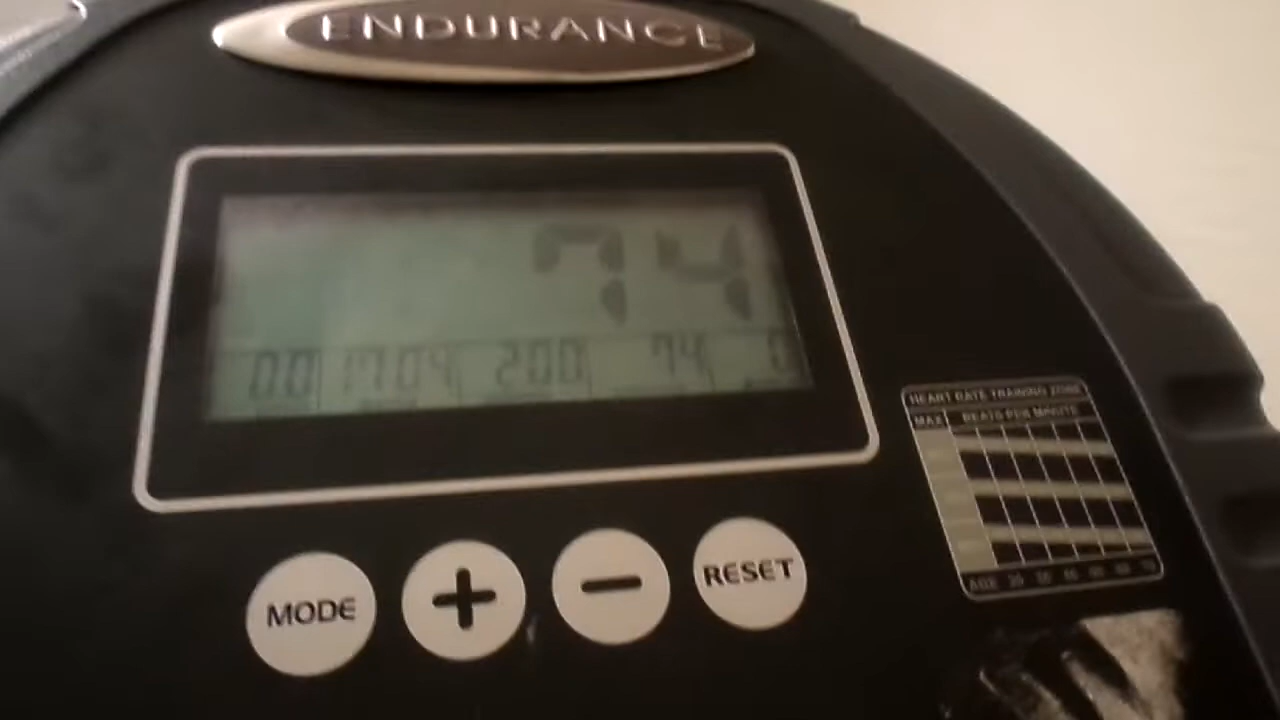 ENDURANCE
74
0.0 17:04 200 74 0
HEART RATE TRAINING ZONE
MAX BEATS PER MINUTE
AGE
MODE + - RESET